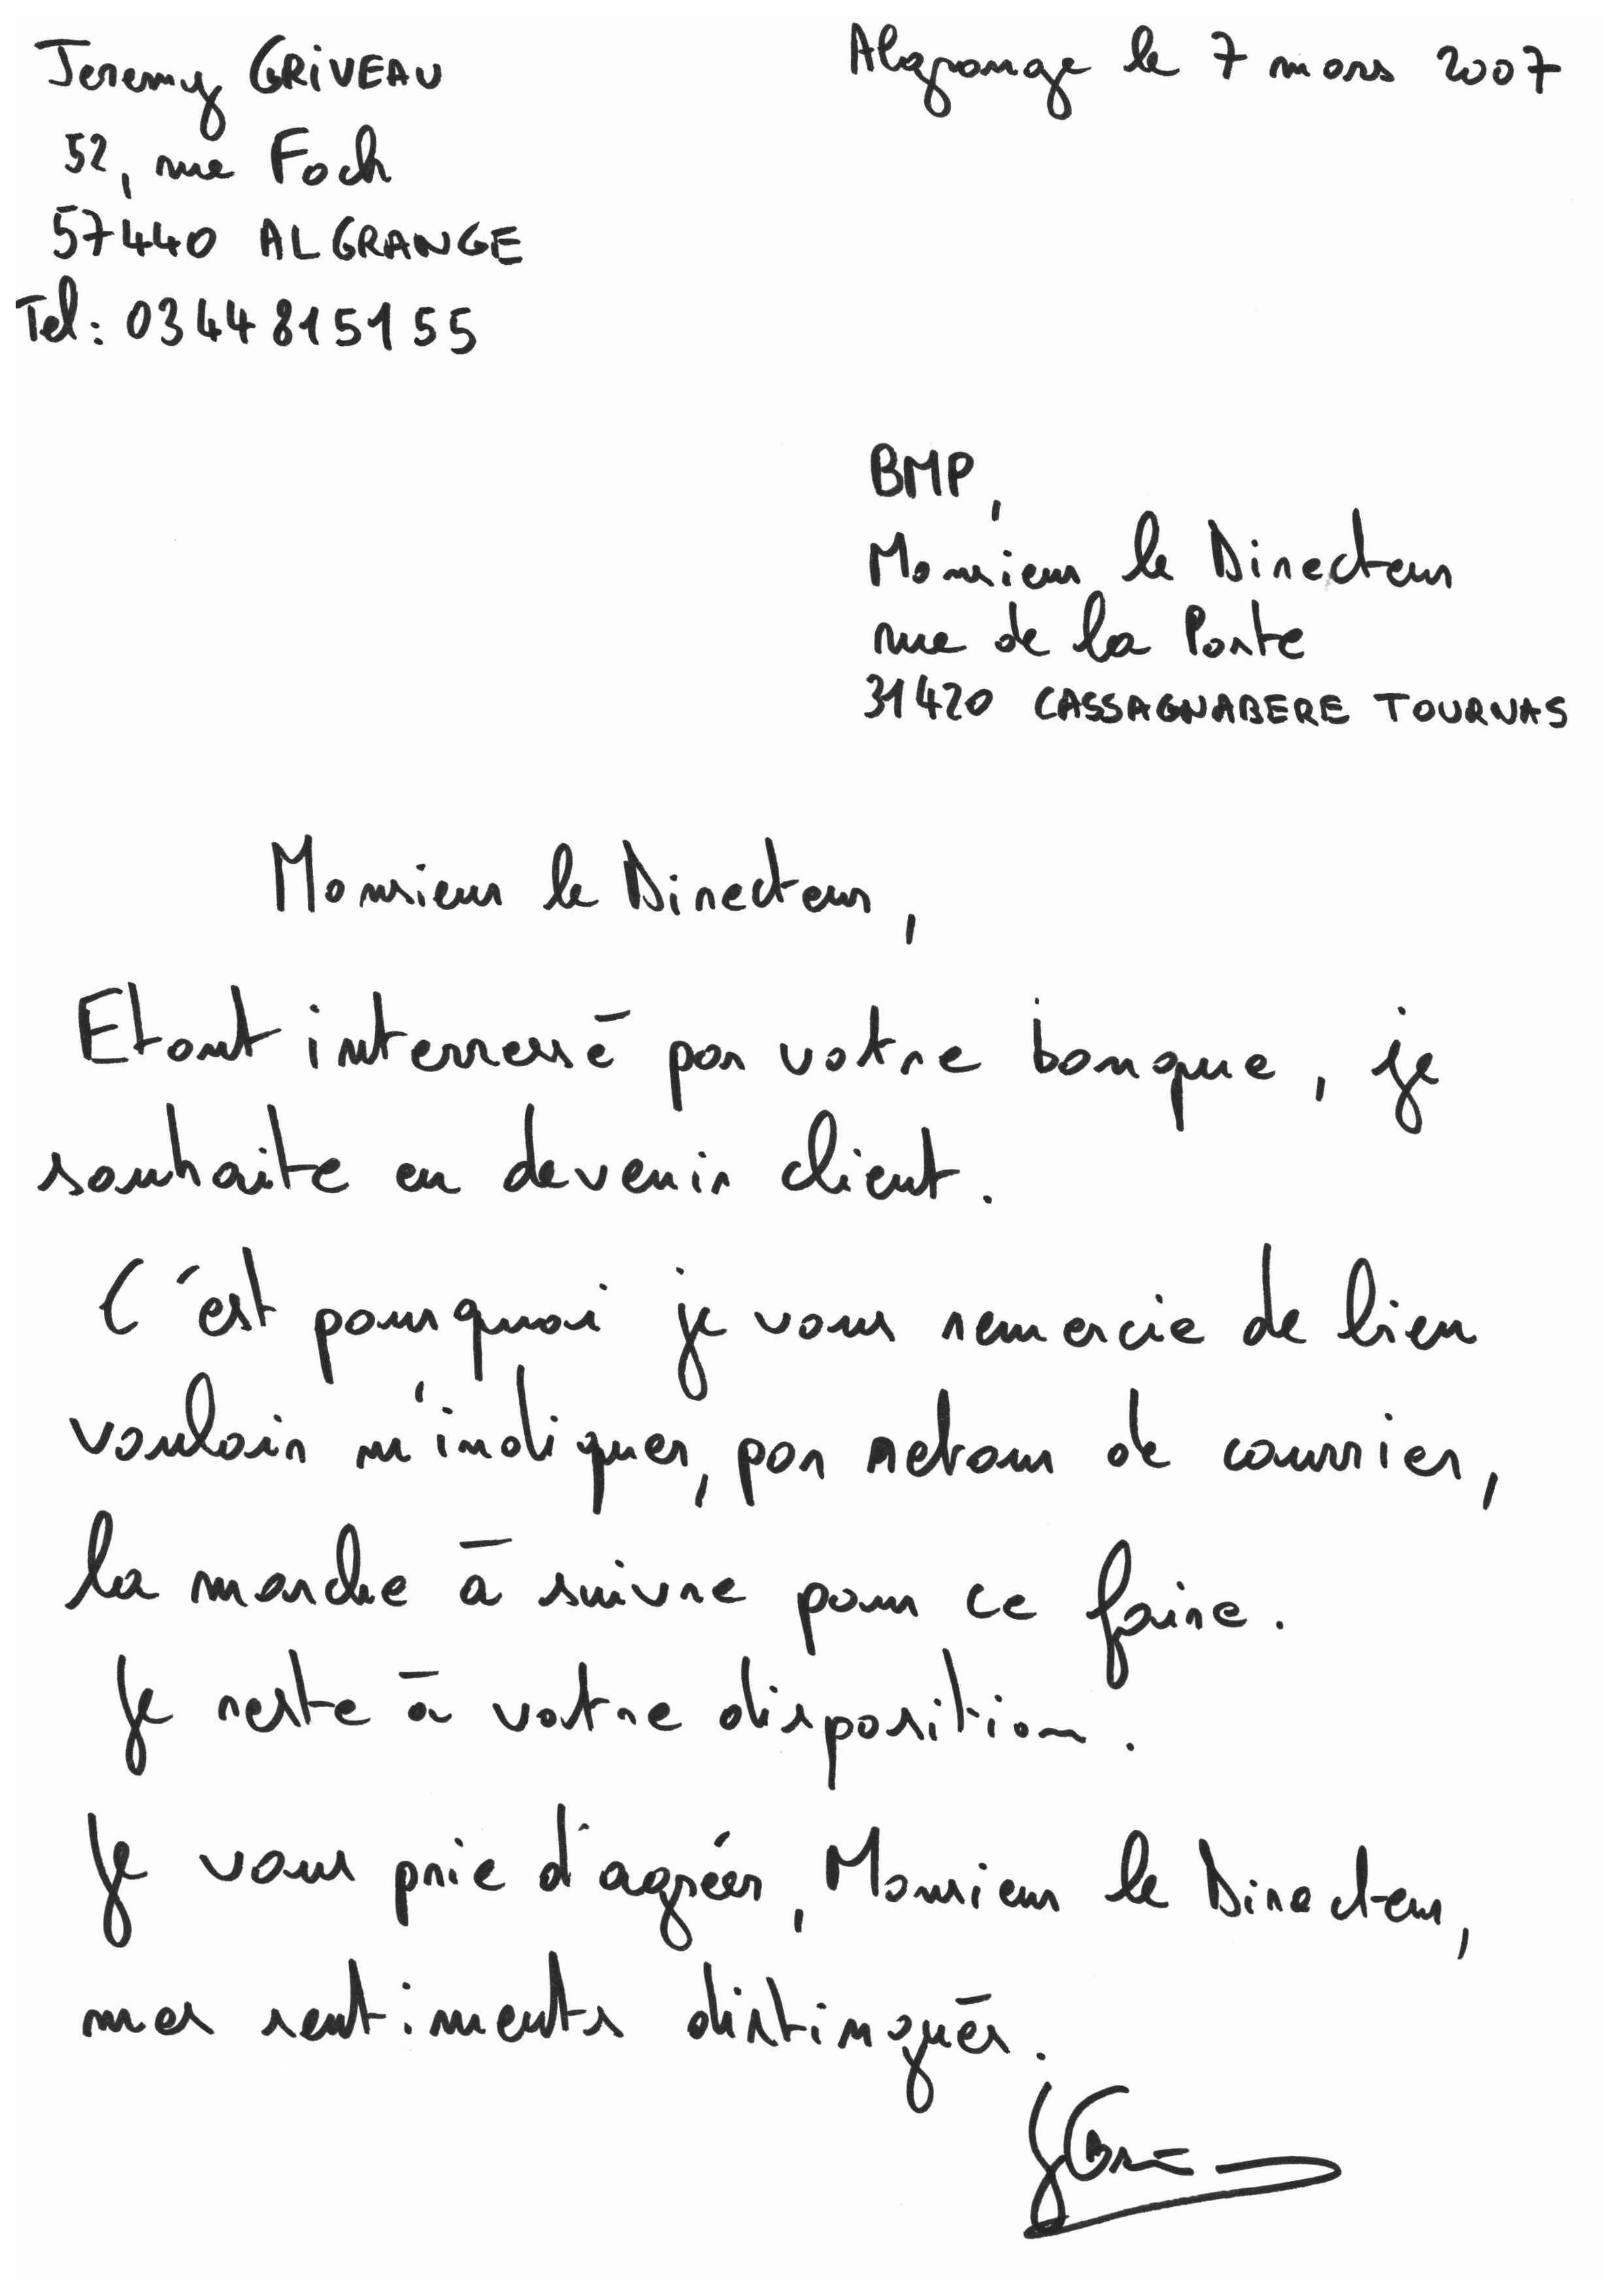 Jeremy GRIVEAU
Algrange le 7 mars 2007
52, rue Foch
57440 ALGRANGE
Tel: 0344815155
BMP,
Monsieur le Directeur
rue de la Porte
31420 CASSAGNABERE TOURNAS
Monsieur le Directeur,
Etant interressé par votre banque, je
souhaite en devenir client.
C'est pourquoi je vous remercie de bien
vouloir m'indiquer, par retour de courrier,
la marche à suivre pour ce faire.
Je reste à votre disposition.
Je vous prie d'agréer, Monsieur le Directeur,
mes sentiments distingués.